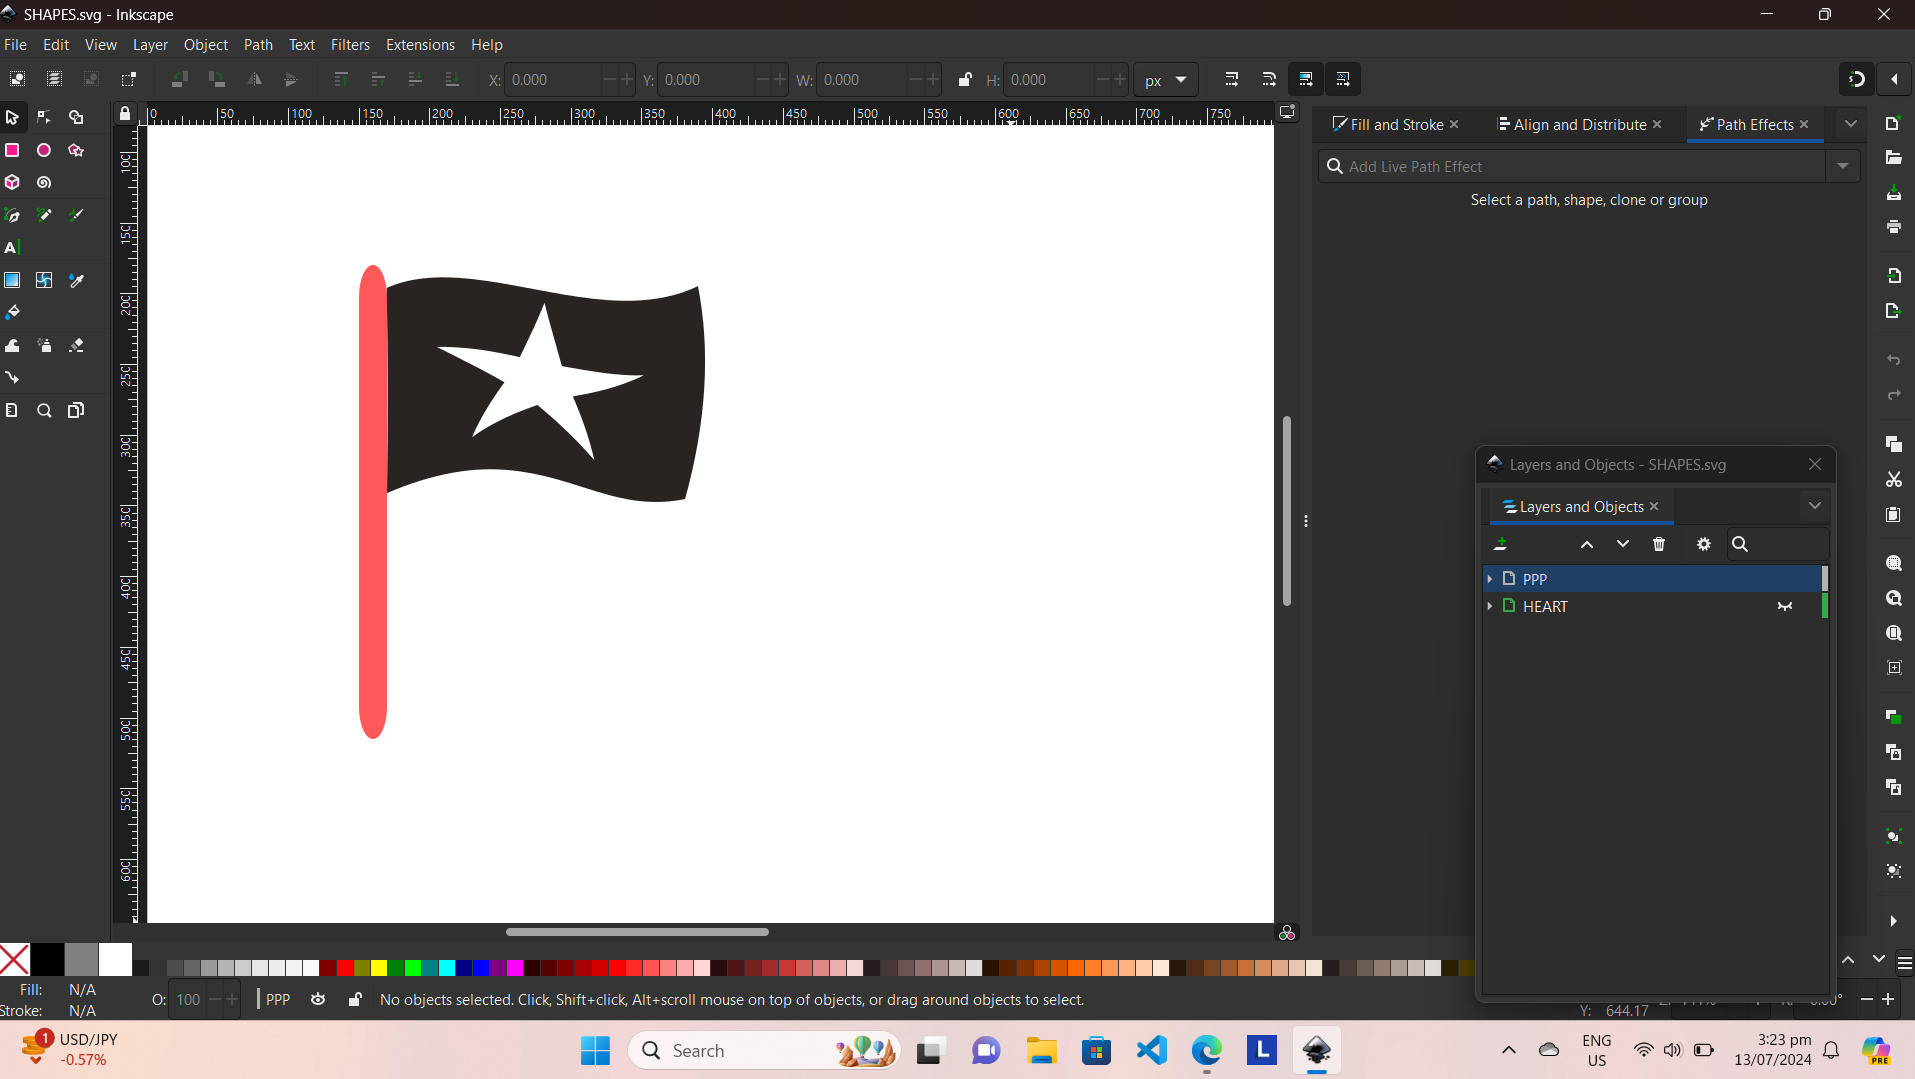 SHAPES.svg - Inkscape
File Edit View Layer Object Path Text Filters Extensions Help
X: 0.000 Y: 0.000 W: 0.000 H: 0.000 px
0 50 100 150 200 250 300 350 400 450 500 550 600 650 700 750
100 150 200 250 300 350 400 450 500 550 600
Fill and Stroke Align and Distribute Path Effects
Add Live Path Effect
Select a path, shape, clone or group
Layers and Objects - SHAPES.svg
Layers and Objects
PPP
HEART
A
Fill: N/A
Stroke: N/A
O: 100
PPP
No objects selected. Click, Shift+click, Alt+scroll mouse on top of objects, or drag around objects to select.
Y: 644.17
1
USD/JPY
-0.57%
Search
L
ENG
US
3:23 pm
13/07/2024
PRE